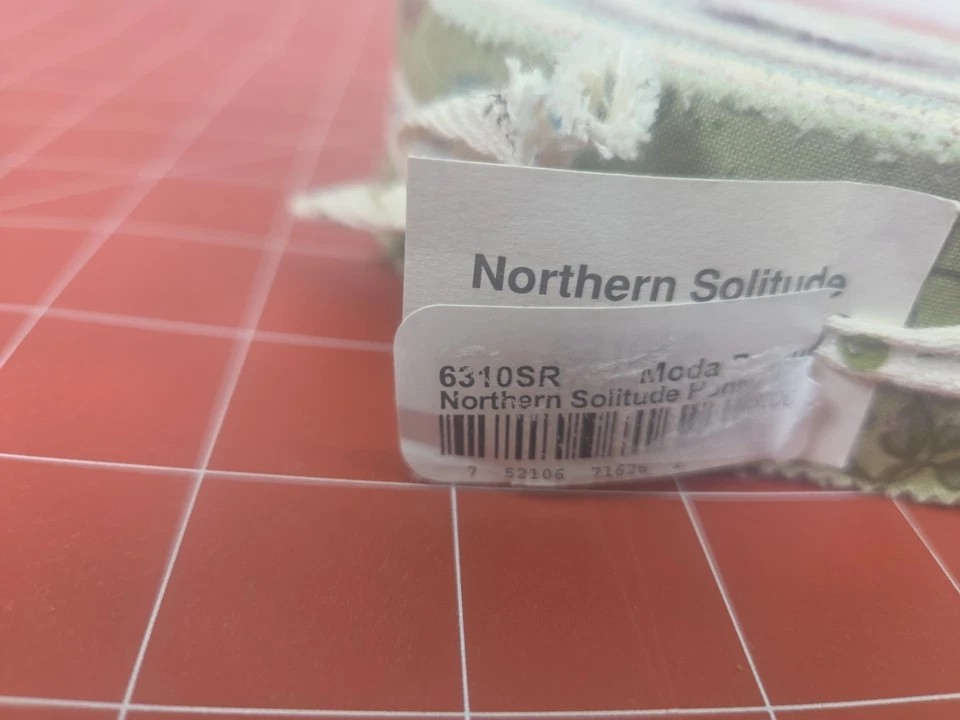 Northern Solitude
6310SR Moda
Northern Solitude
7 52106 71626